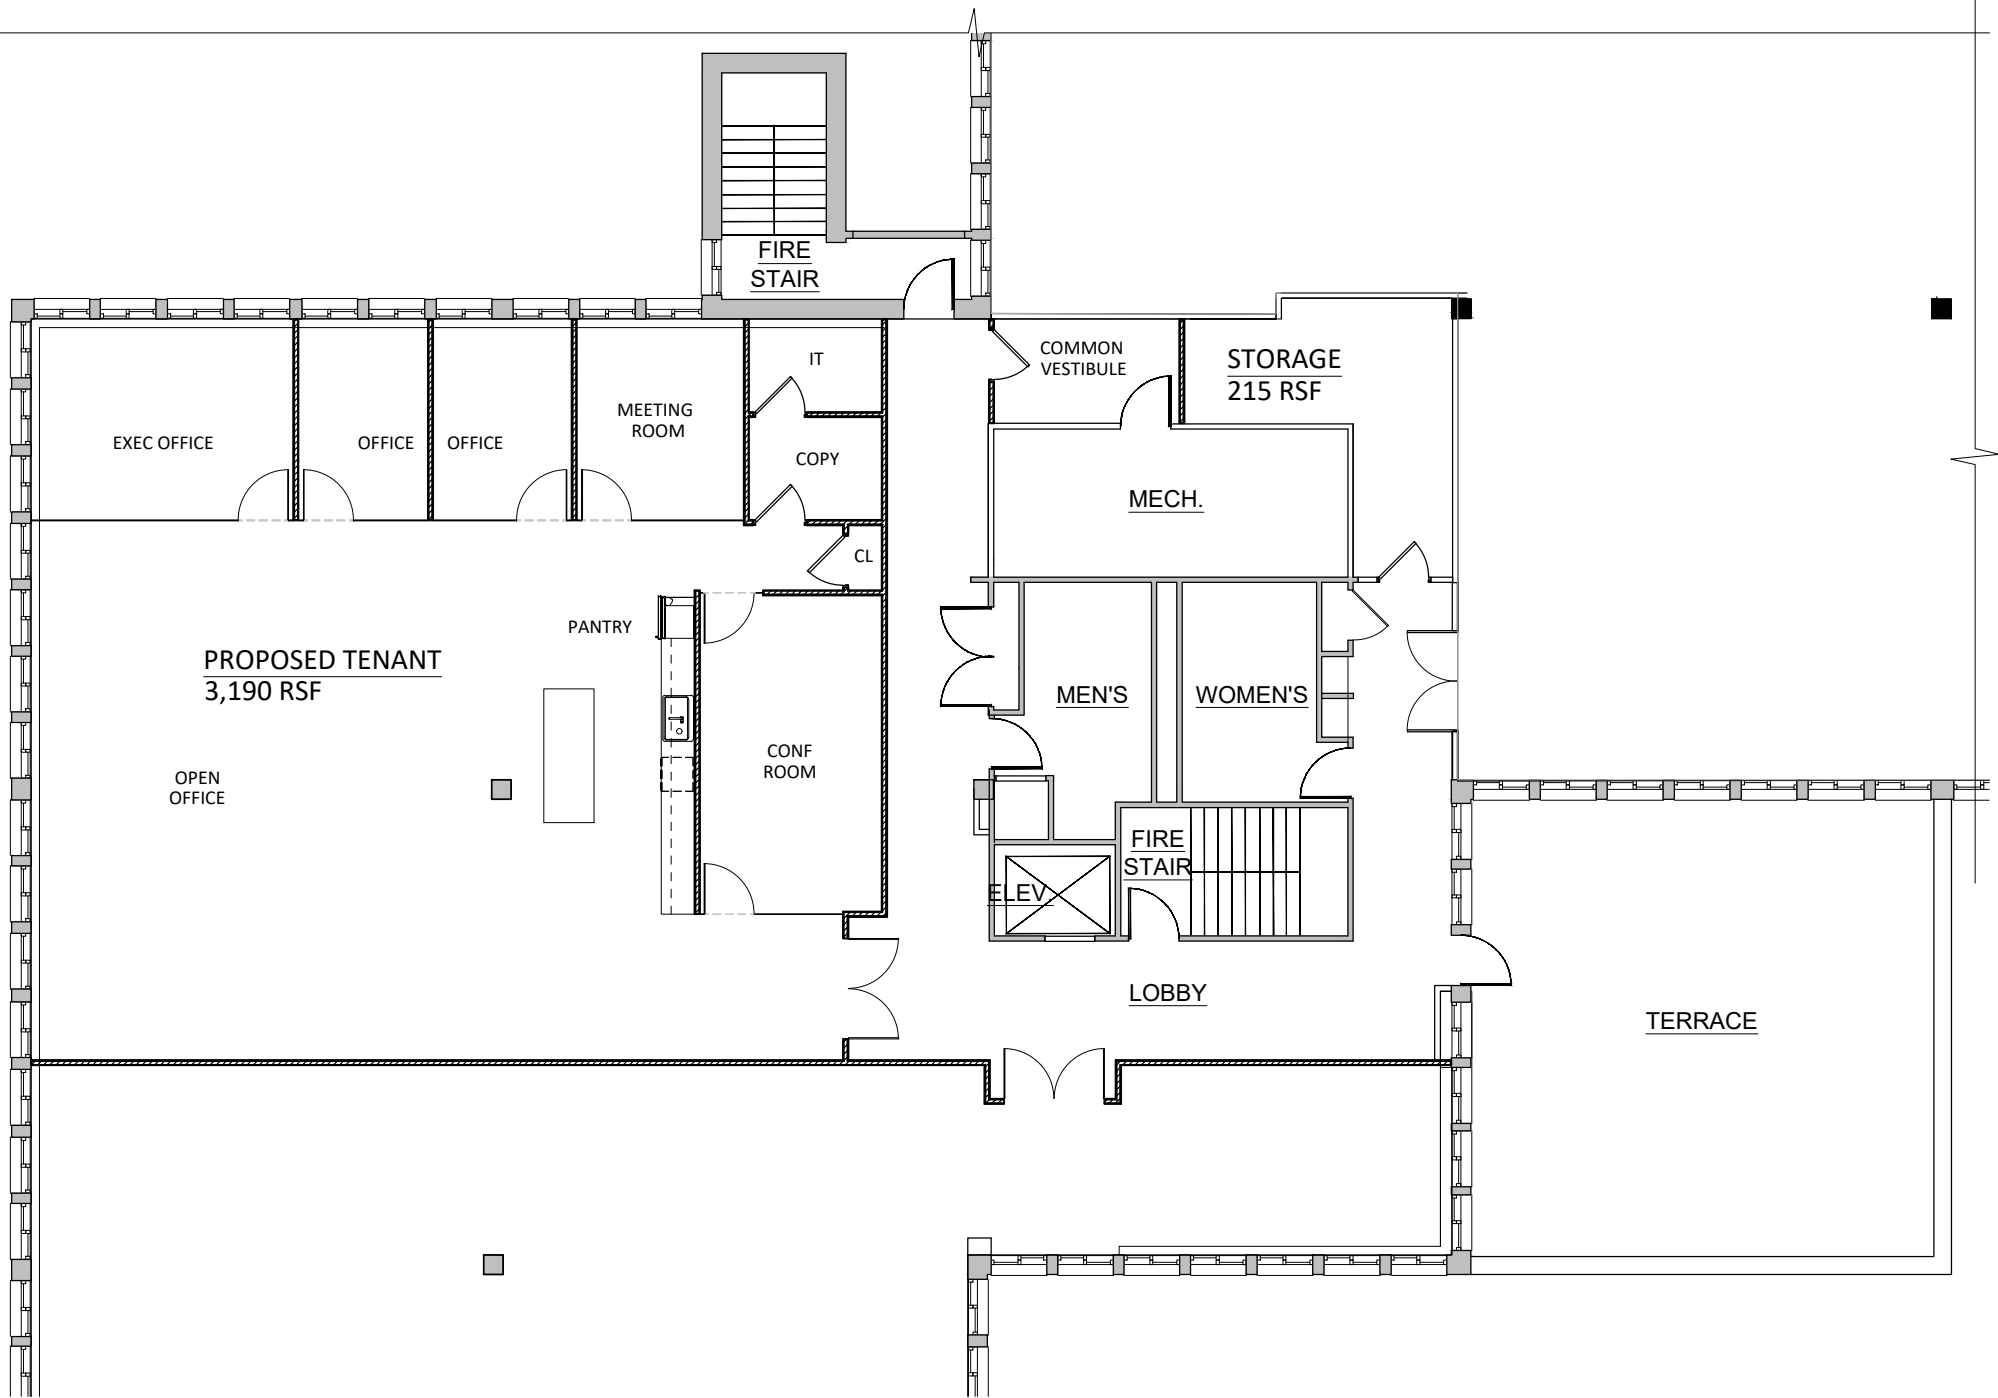 FIRE
STAIR
IT
COMMON
VESTIBULE
STORAGE
215 RSF
MEETING
ROOM
EXEC OFFICE
OFFICE
OFFICE
COPY
MECH.
CL
PANTRY
PROPOSED TENANT
3,190 RSF
MEN'S
WOMEN'S
CONF
ROOM
OPEN
OFFICE
FIRE
STAIR
ELEV.
LOBBY
TERRACE